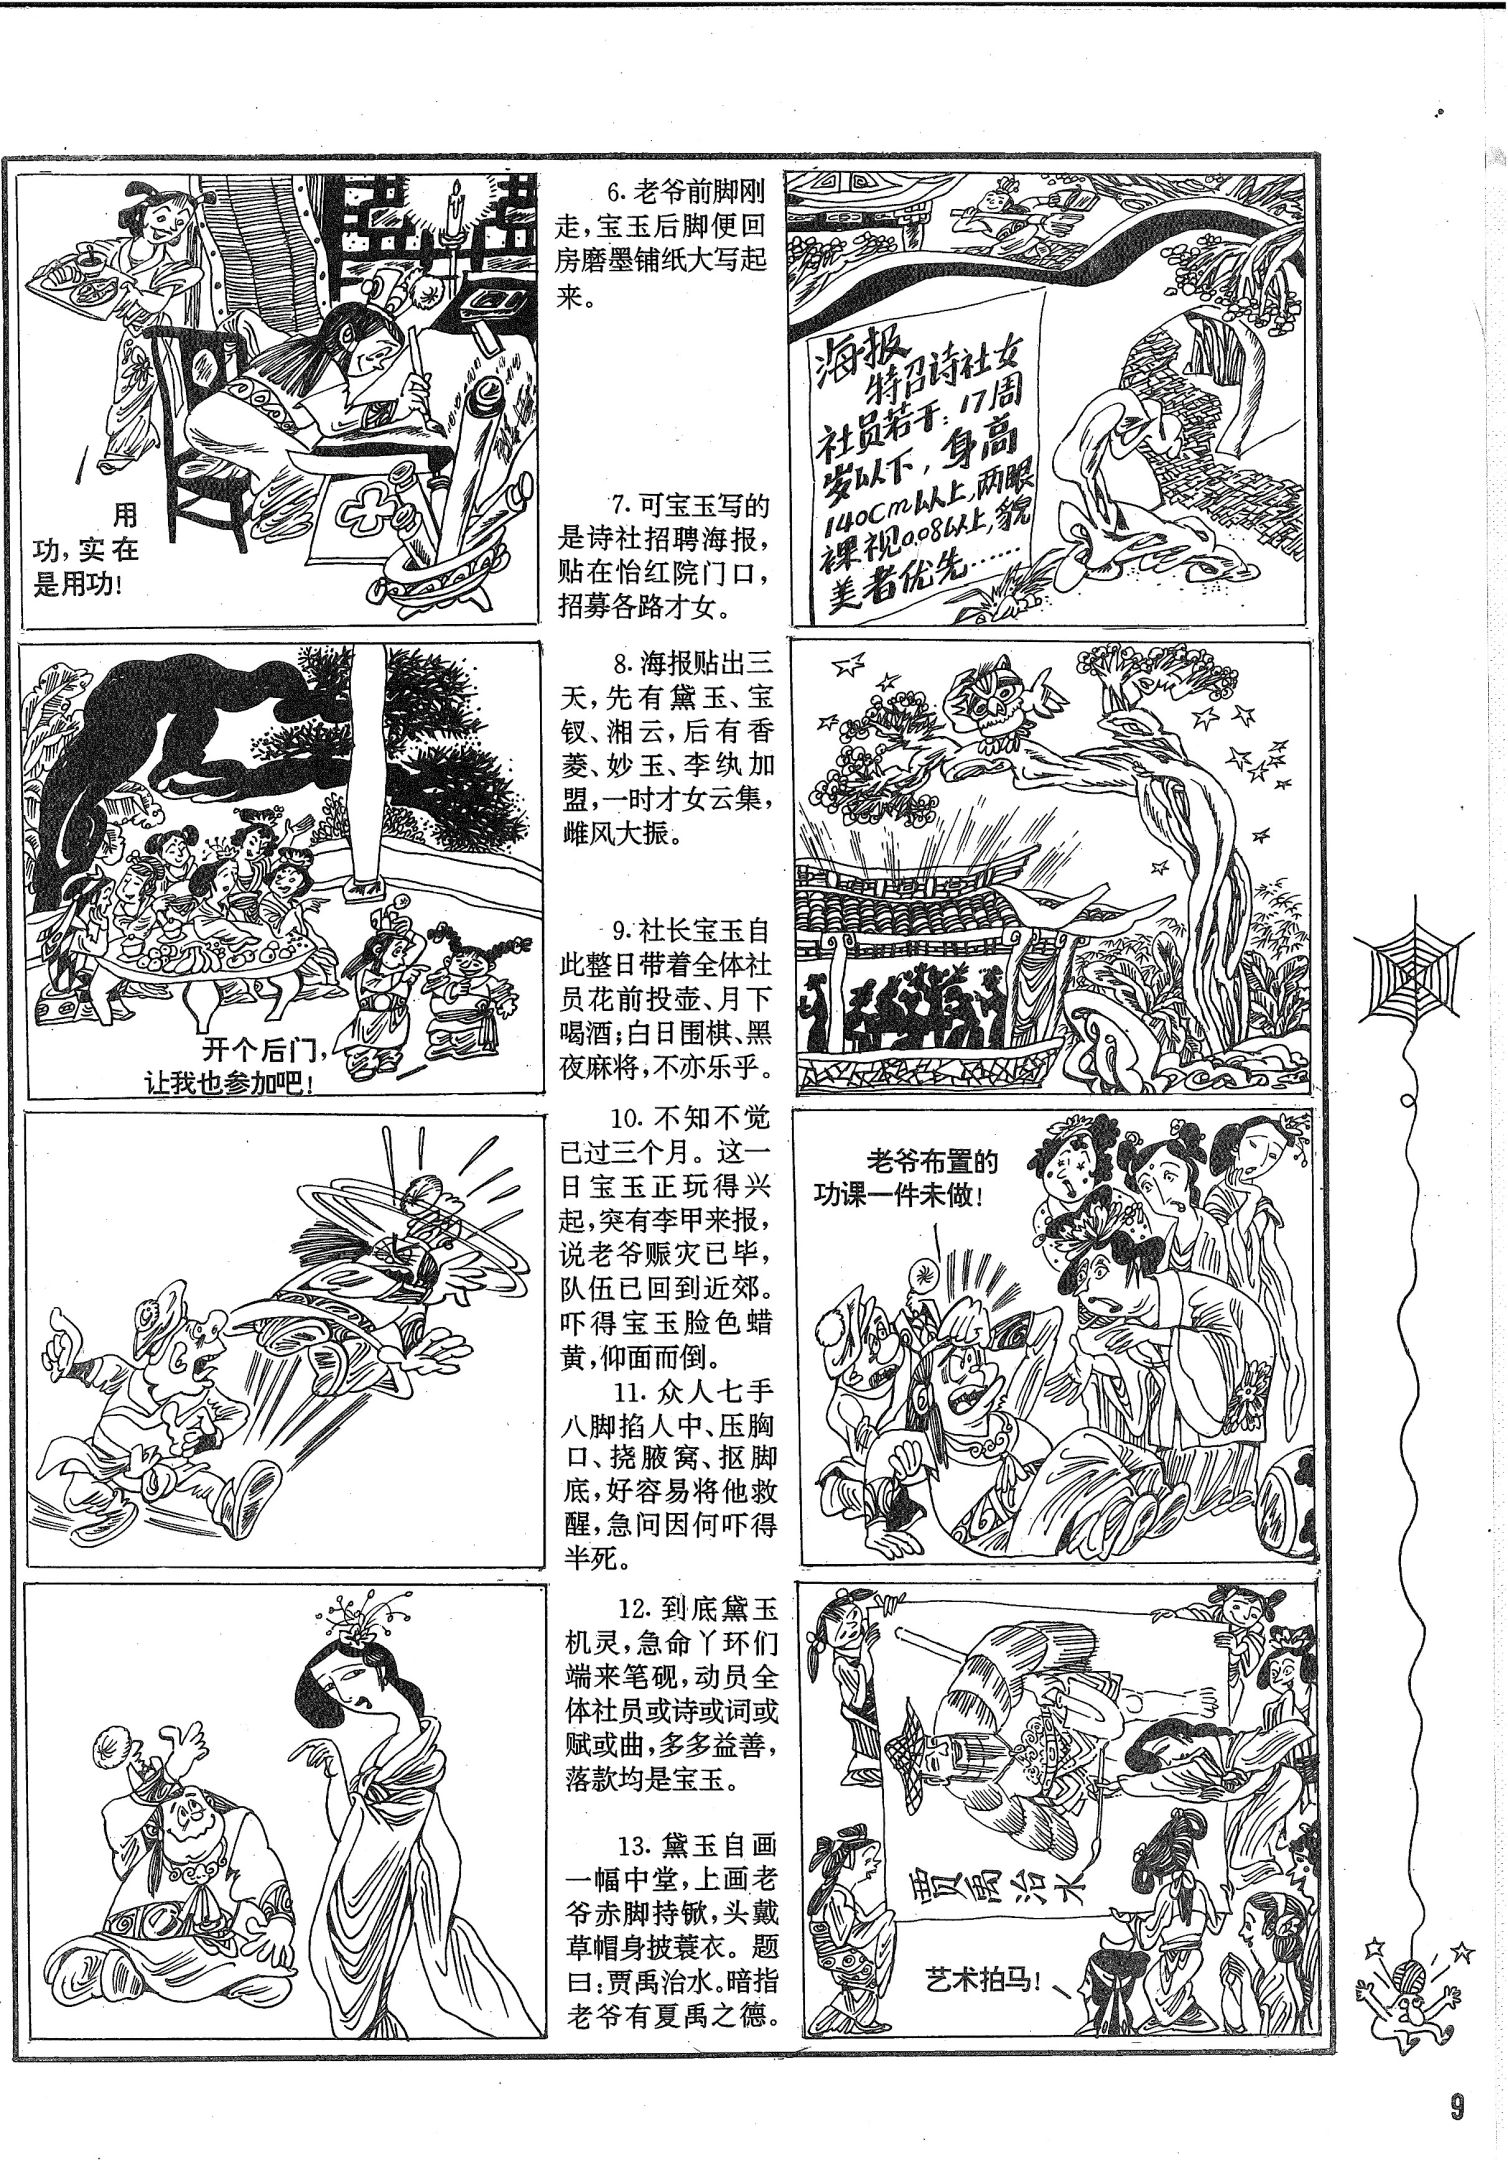 6. 老爷前脚刚
走，宝玉后脚便回
房磨墨铺纸大写起
来。
用
功，实在
是用功！
7. 可宝玉写的
是诗社招聘海报，
贴在怡红院门口，
招募各路才女。
海报
特召诗社女
社员若干：17周
岁以下，身高
140cm以上，两眼
裸视0.08以上，貌
美者优先……
8. 海报贴出三
天，先有黛玉、宝
钗、湘云，后有香
菱、妙玉、李纨加
盟，一时才女云集，
雌风大振。
开个后门，
让我也参加吧！
9. 社长宝玉自
此整日带着全体社
员花前投壶、月下
喝酒；白日围棋、黑
夜麻将，不亦乐乎。
10. 不知不觉
已过三个月。这一
日宝玉正玩得兴
起，突有李甲来报，
说老爷赈灾已毕，
队伍已回到近郊。
吓得宝玉脸色蜡
黄，仰面而倒。
11. 众人七手
八脚掐人中、压胸
口、挠腋窝、抠脚
底，好容易将他救
醒，急问因何吓得
半死。
老爷布置的
功课一件未做！
12. 到底黛玉
机灵，急命丫环们
端来笔砚，动员全
体社员或诗或词或
赋或曲，多多益善，
落款均是宝玉。
13. 黛玉自画
一幅中堂，上画老
爷赤脚持锨，头戴
草帽身披蓑衣。题
曰：贾禹治水。暗指
老爷有夏禹之德。
贾禹治水
艺术拍马！
9